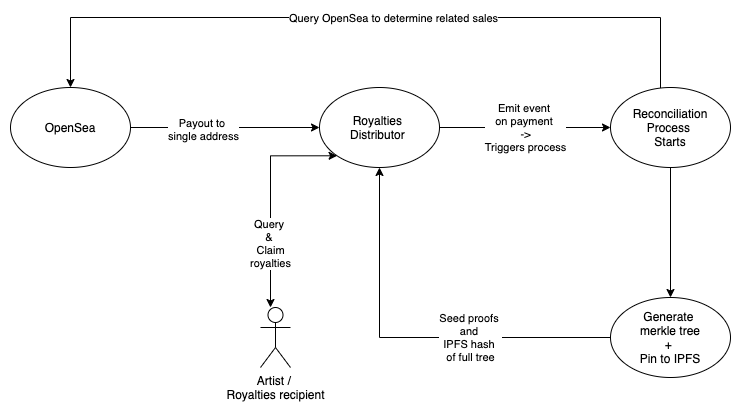 Query OpenSea to determine related sales
OpenSea
Payout to
single address
Royalties
Distributor
Emit event
on payment
->
Triggers process
Reconciliation
Process
Starts
Query
&
Claim
royalties
Seed proofs
and
IPFS hash
of full tree
Generate
merkle tree
+
Pin to IPFS
Artist /
Royalties recipient